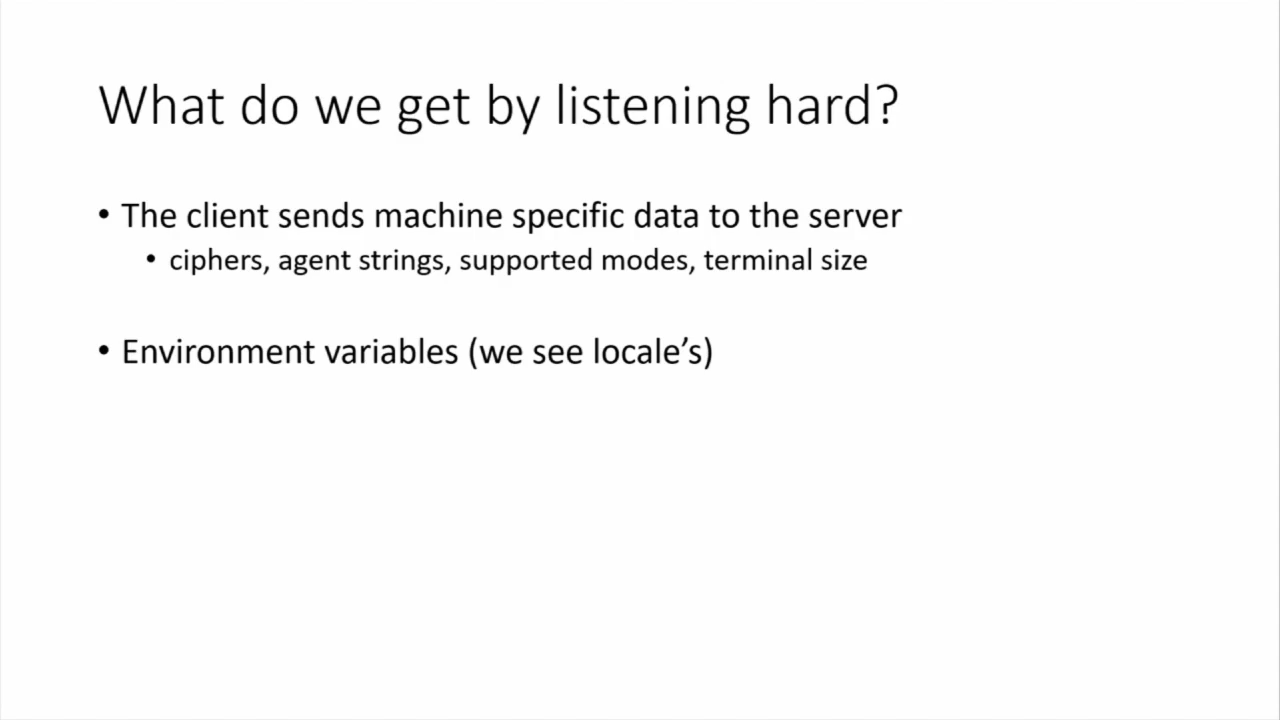 What do we get by listening hard?
• The client sends machine specific data to the server
• ciphers, agent strings, supported modes, terminal size
• Environment variables (we see locale’s)